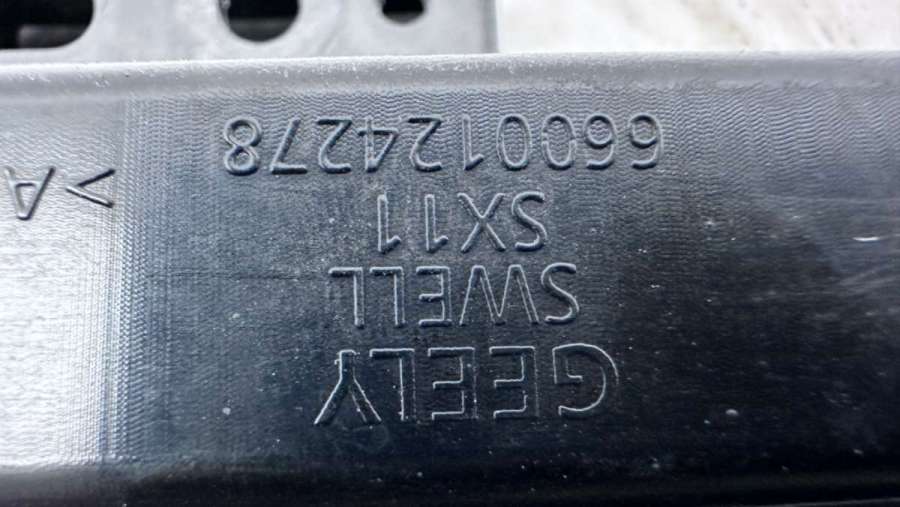 GEELY
SWELL
SX11
6600124278
>A